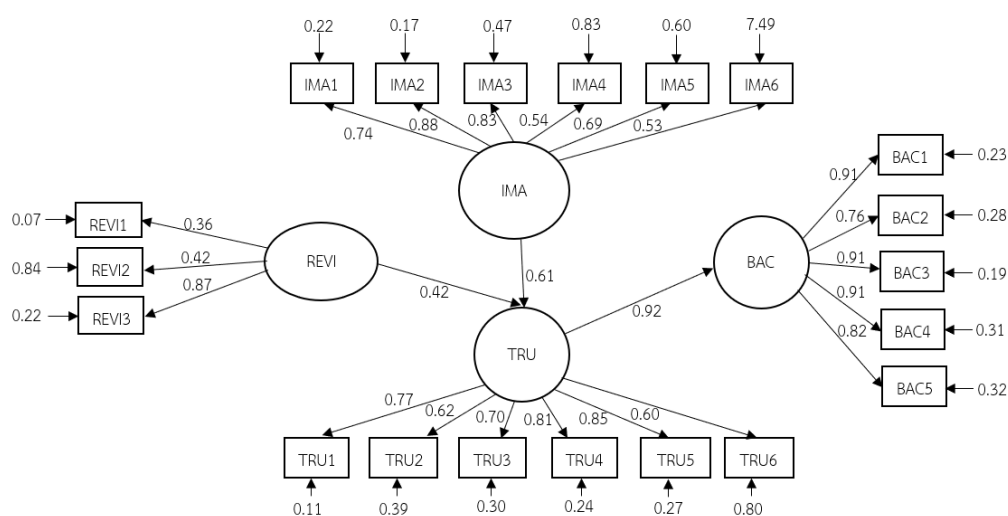 0.22 0.17 0.47 0.83 0.60 7.49
IMA1 IMA2 IMA3 IMA4 IMA5 IMA6
0.74 0.88 0.83 0.54 0.69 0.53
IMA
BAC1 0.23
0.91
BAC2 0.28
0.76
0.07 REVI1 0.36
0.84 REVI2 0.42
0.22 REVI3 0.87
REVI
BAC
0.91 BAC3 0.19
0.61
0.42
0.92
0.91 BAC4 0.31
0.82 BAC5 0.32
TRU
0.77 0.62 0.70 0.81 0.85 0.60
TRU1 TRU2 TRU3 TRU4 TRU5 TRU6
0.11 0.39 0.30 0.24 0.27 0.80